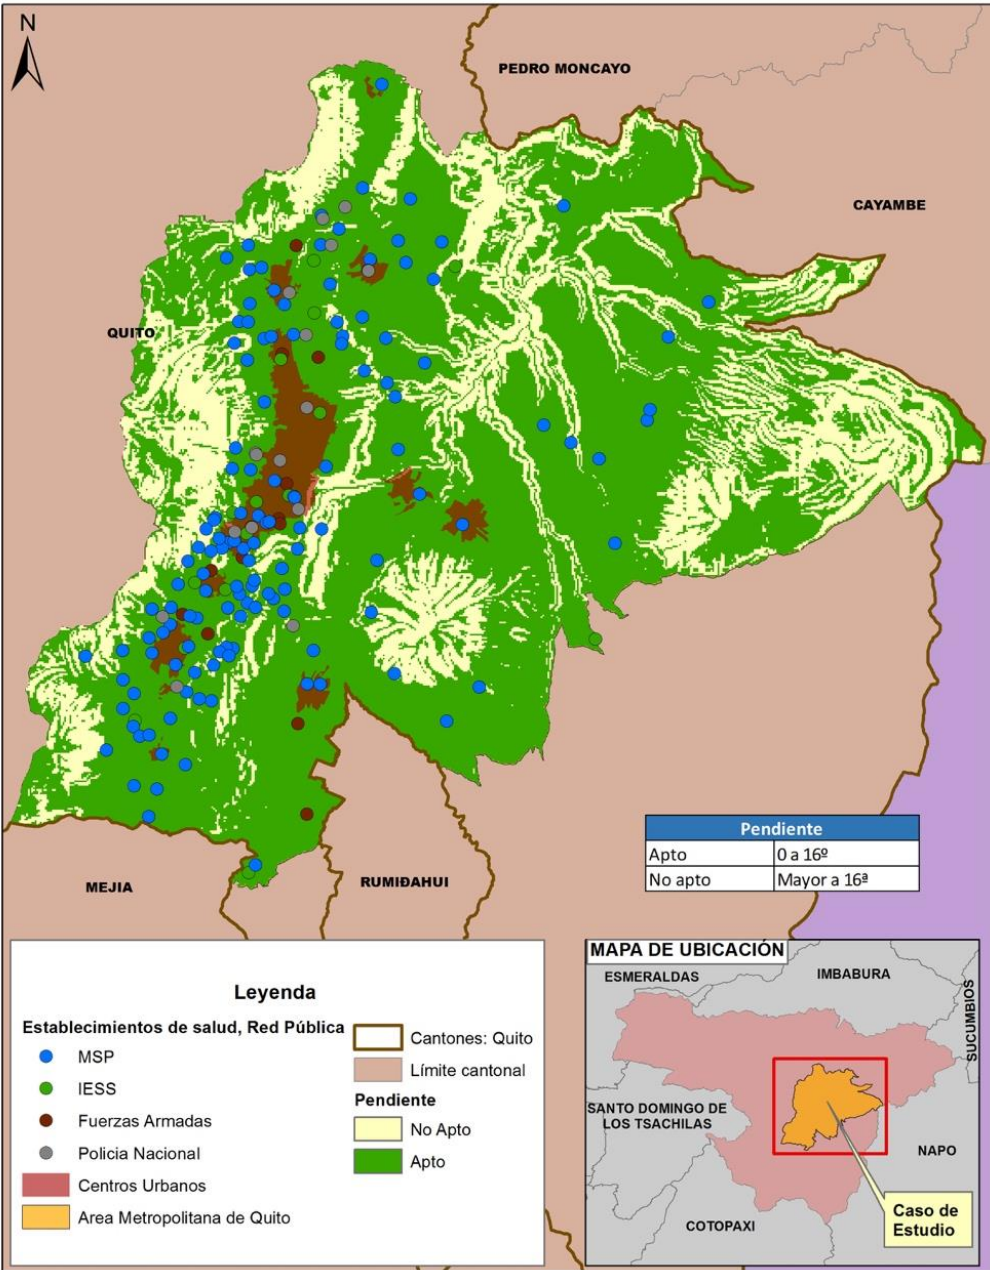 N
PEDRO MONCAYO
CAYAMBE
QUITO
Pendiente
Apto 0 a 16º
No apto Mayor a 16ª
MEJIA
RUMIÐAHUI
Leyenda
Establecimientos de salud, Red Pública
MSP
IESS
Fuerzas Armadas
Policia Nacional
Centros Urbanos
Area Metropolitana de Quito
Cantones: Quito
Límite cantonal
Pendiente
No Apto
Apto
MAPA DE UBICACIÓN
ESMERALDAS
IMBABURA
SUCUMBIOS
SANTO DOMINGO DE
LOS TSACHILAS
NAPO
COTOPAXI
Caso de
Estudio